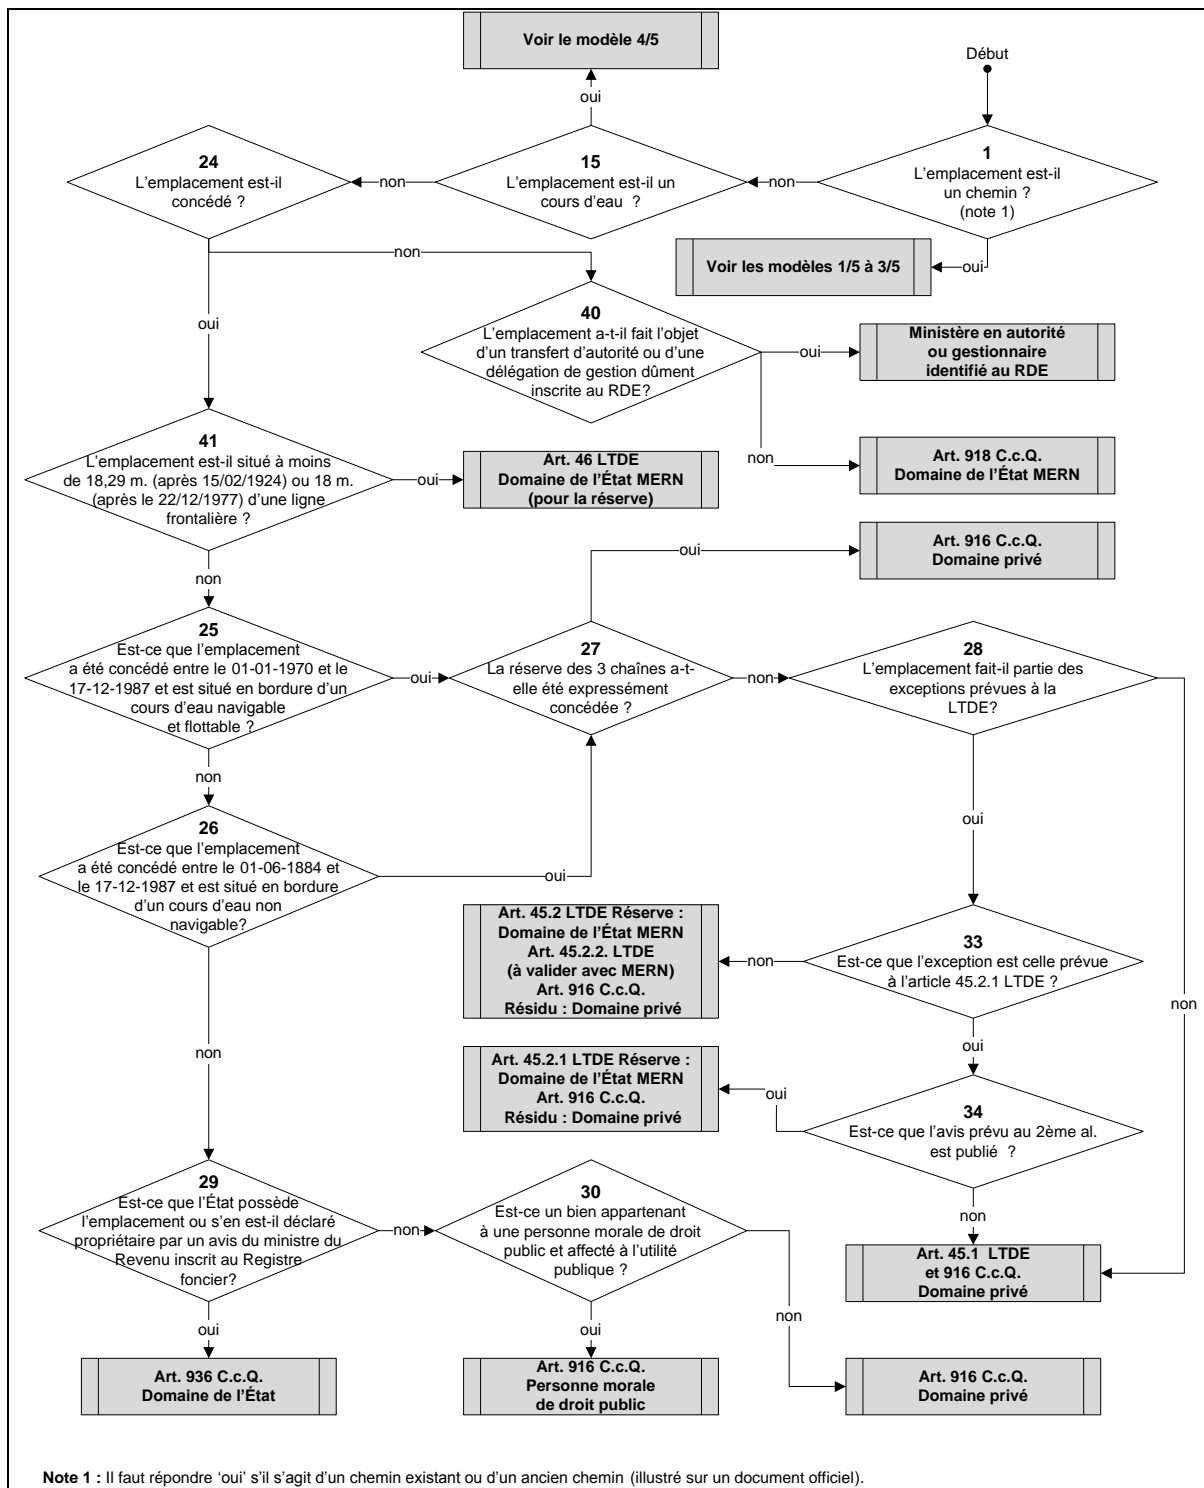 Voir le modèle 4/5
Début
oui
24
L'emplacement est-il
concédé ?
non
15
L'emplacement est-il un
cours d'eau ?
non
1
L'emplacement est-il
un chemin ?
(note 1)
non
Voir les modèles 1/5 à 3/5
oui
oui
40
L'emplacement a-t-il fait l'objet
d'un transfert d'autorité ou d'une
délégation de gestion dûment
inscrite au RDE?
oui
Ministère en autorité
ou gestionnaire
identifié au RDE
non
Art. 918 C.c.Q.
Domaine de l'État MERN
41
L'emplacement est-il situé à moins
de 18,29 m. (après 15/02/1924) ou 18 m.
(après le 22/12/1977) d'une ligne
frontalière ?
oui
Art. 46 LTDE
Domaine de l'État MERN
(pour la réserve)
oui
Art. 916 C.c.Q.
Domaine privé
non
25
Est-ce que l'emplacement
a été concédé entre le 01-01-1970 et le
17-12-1987 et est situé en bordure d'un
cours d'eau navigable
et flottable ?
oui
27
La réserve des 3 chaînes a-t-
elle été expressément
concédée ?
non
28
L'emplacement fait-il partie des
exceptions prévues à la
LTDE?
non
26
Est-ce que l'emplacement
a été concédé entre le 01-06-1884 et
le 17-12-1987 et est situé en bordure
d'un cours d'eau non
navigable?
oui
oui
Art. 45.2 LTDE Réserve :
Domaine de l'État MERN
Art. 45.2.2. LTDE
(à valider avec MERN)
Art. 916 C.c.Q.
Résidu : Domaine privé
non
33
Est-ce que l'exception est celle prévue
à l'article 45.2.1 LTDE ?
non
non
oui
Art. 45.2.1 LTDE Réserve :
Domaine de l'État MERN
Art. 916 C.c.Q.
Résidu : Domaine privé
oui
34
Est-ce que l'avis prévu au 2ème al.
est publié ?
non
Art. 45.1 LTDE
et 916 C.c.Q.
Domaine privé
29
Est-ce que l'État possède
l'emplacement ou s'en est-il déclaré
propriétaire par un avis du ministre du
Revenu inscrit au Registre
foncier?
non
30
Est-ce un bien appartenant
à une personne morale de droit
public et affecté à l'utilité
publique ?
non
oui
oui
Art. 936 C.c.Q.
Domaine de l'État
Art. 916 C.c.Q.
Personne morale
de droit public
Art. 916 C.c.Q.
Domaine privé
Note 1 : Il faut répondre 'oui' s'il s'agit d'un chemin existant ou d'un ancien chemin (illustré sur un document officiel).